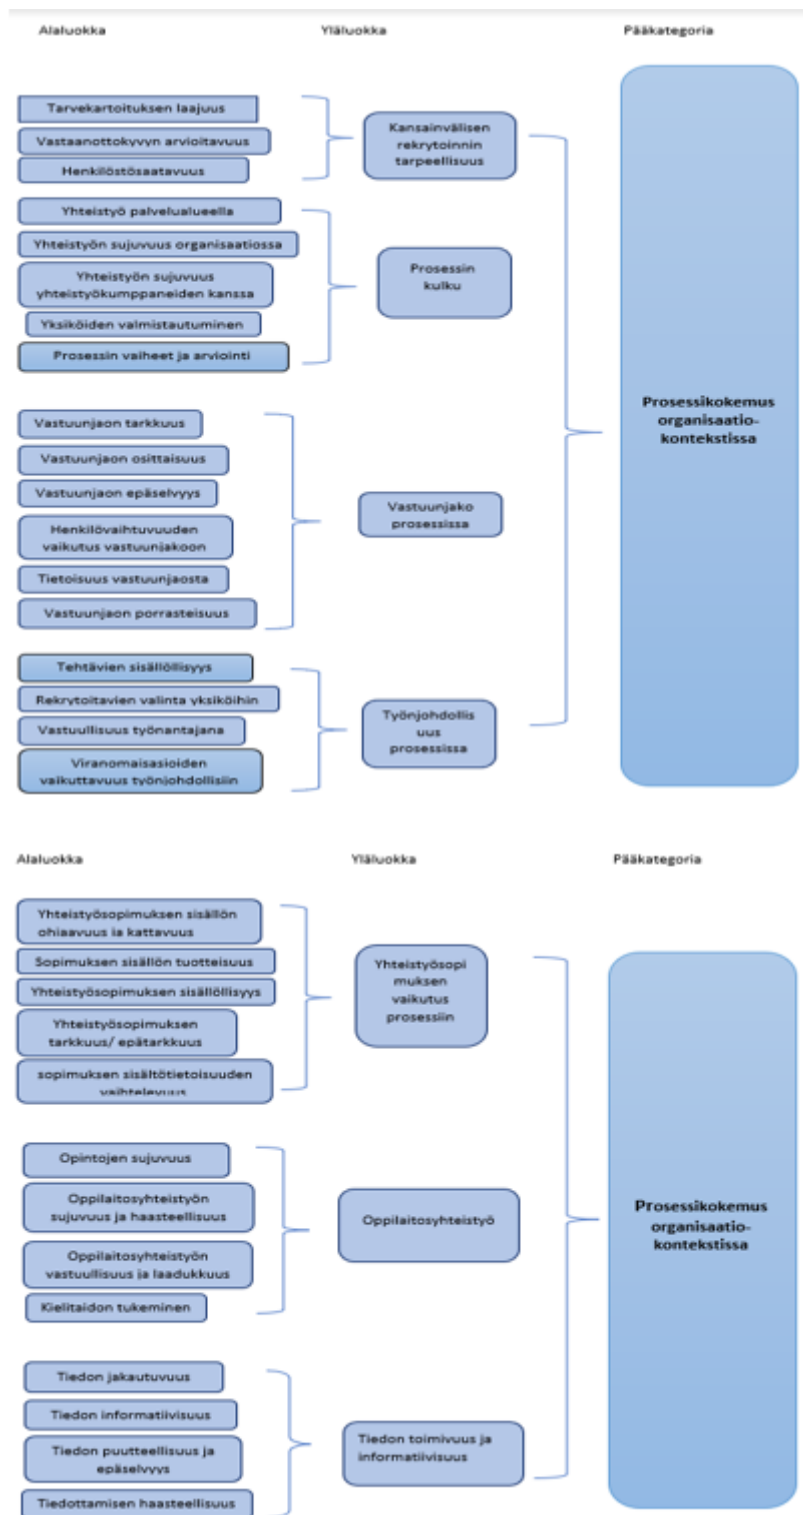 Alaluokka Yläluokka Pääkategoria
Tarvekartoituksen laajuus
Vastaanottokyvyn arvioitavuus
Henkilöstösaatavuus
Kansainvälisen
rekrytoinnin
tarpeellisuus
Yhteistyö palvelualueella
Yhteistyön sujuvuus organisaatiossa
Yhteistyön sujuvuus
yhteistyökumppaneiden kanssa
Yksiköiden valmistautuminen
Prosessin vaiheet ja arviointi
Prosessin
kulku
Vastuunjaon tarkkuus
Vastuunjaon osittaisuus
Vastuunjaon epäselvyys
Henkilövaihtuvuuden
vaikutus vastuunjakoon
Tietoisuus vastuunjaosta
Vastuunjaon porrasteisuus
Vastuunjako
prosessissa
Tehtävien sisällöllisyys
Rekrytoitavien valinta yksiköihin
Vastuullisuus työnantajana
Viranomaisasioiden
vaikuttavuus työnjohdollisiin
Työnjohdollis
uus
prosessissa
Prosessikokemus
organisaatio-
kontekstissa
Alaluokka Yläluokka Pääkategoria
Yhteistyösopimuksen sisällön
ohjaavuus ja kattavuus
Sopimuksen sisällön tuotteisuus
Yhteistyösopimuksen sisällöllisyys
Yhteistyösopimuksen
tarkkuus/ epätarkkuus
sopimuksen sisältötietoisuuden
vaihtelevuus
Yhteistyösopi
muksen
vaikutus
prosessiin
Opintojen sujuvuus
Oppilaitosyhteistyön
sujuvuus ja haasteellisuus
Oppilaitosyhteistyön
vastuullisuus ja laadukkuus
Kielitaidon tukeminen
Oppilaitosyhteistyö
Tiedon jakautuvuus
Tiedon informatiivisuus
Tiedon puutteellisuus ja
epäselvyys
Tiedottamisen haasteellisuus
Tiedon toimivuus ja
informatiivisuus
Prosessikokemus
organisaatio-
kontekstissa